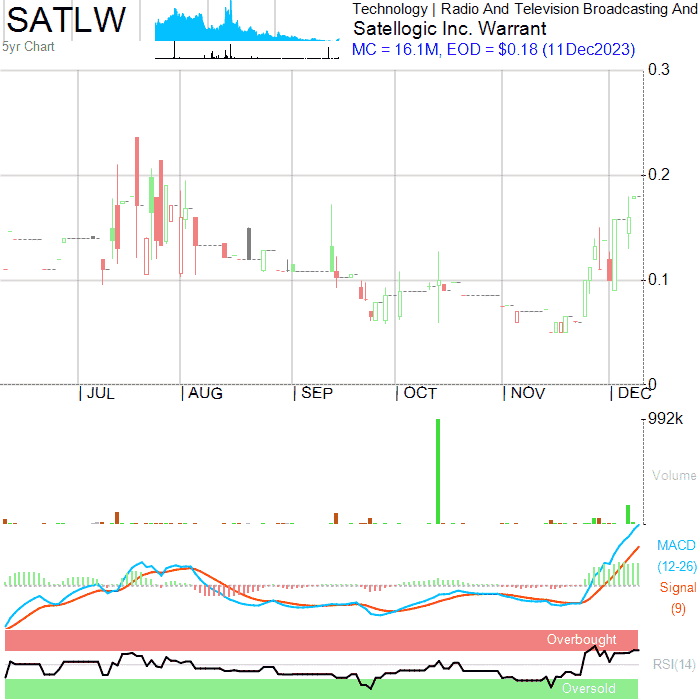 SATLW
5yr Chart
Technology | Radio And Television Broadcasting And
Satellogic Inc. Warrant
MC = 16.1M, EOD = $0.18 (11Dec2023)
0.3
0.2
0.1
0
JUL
AUG
SEP
OCT
NOV
DEC
992k
Volume
MACD
(12-26)
Signal
(9)
Overbought
RSI(14)
Oversold